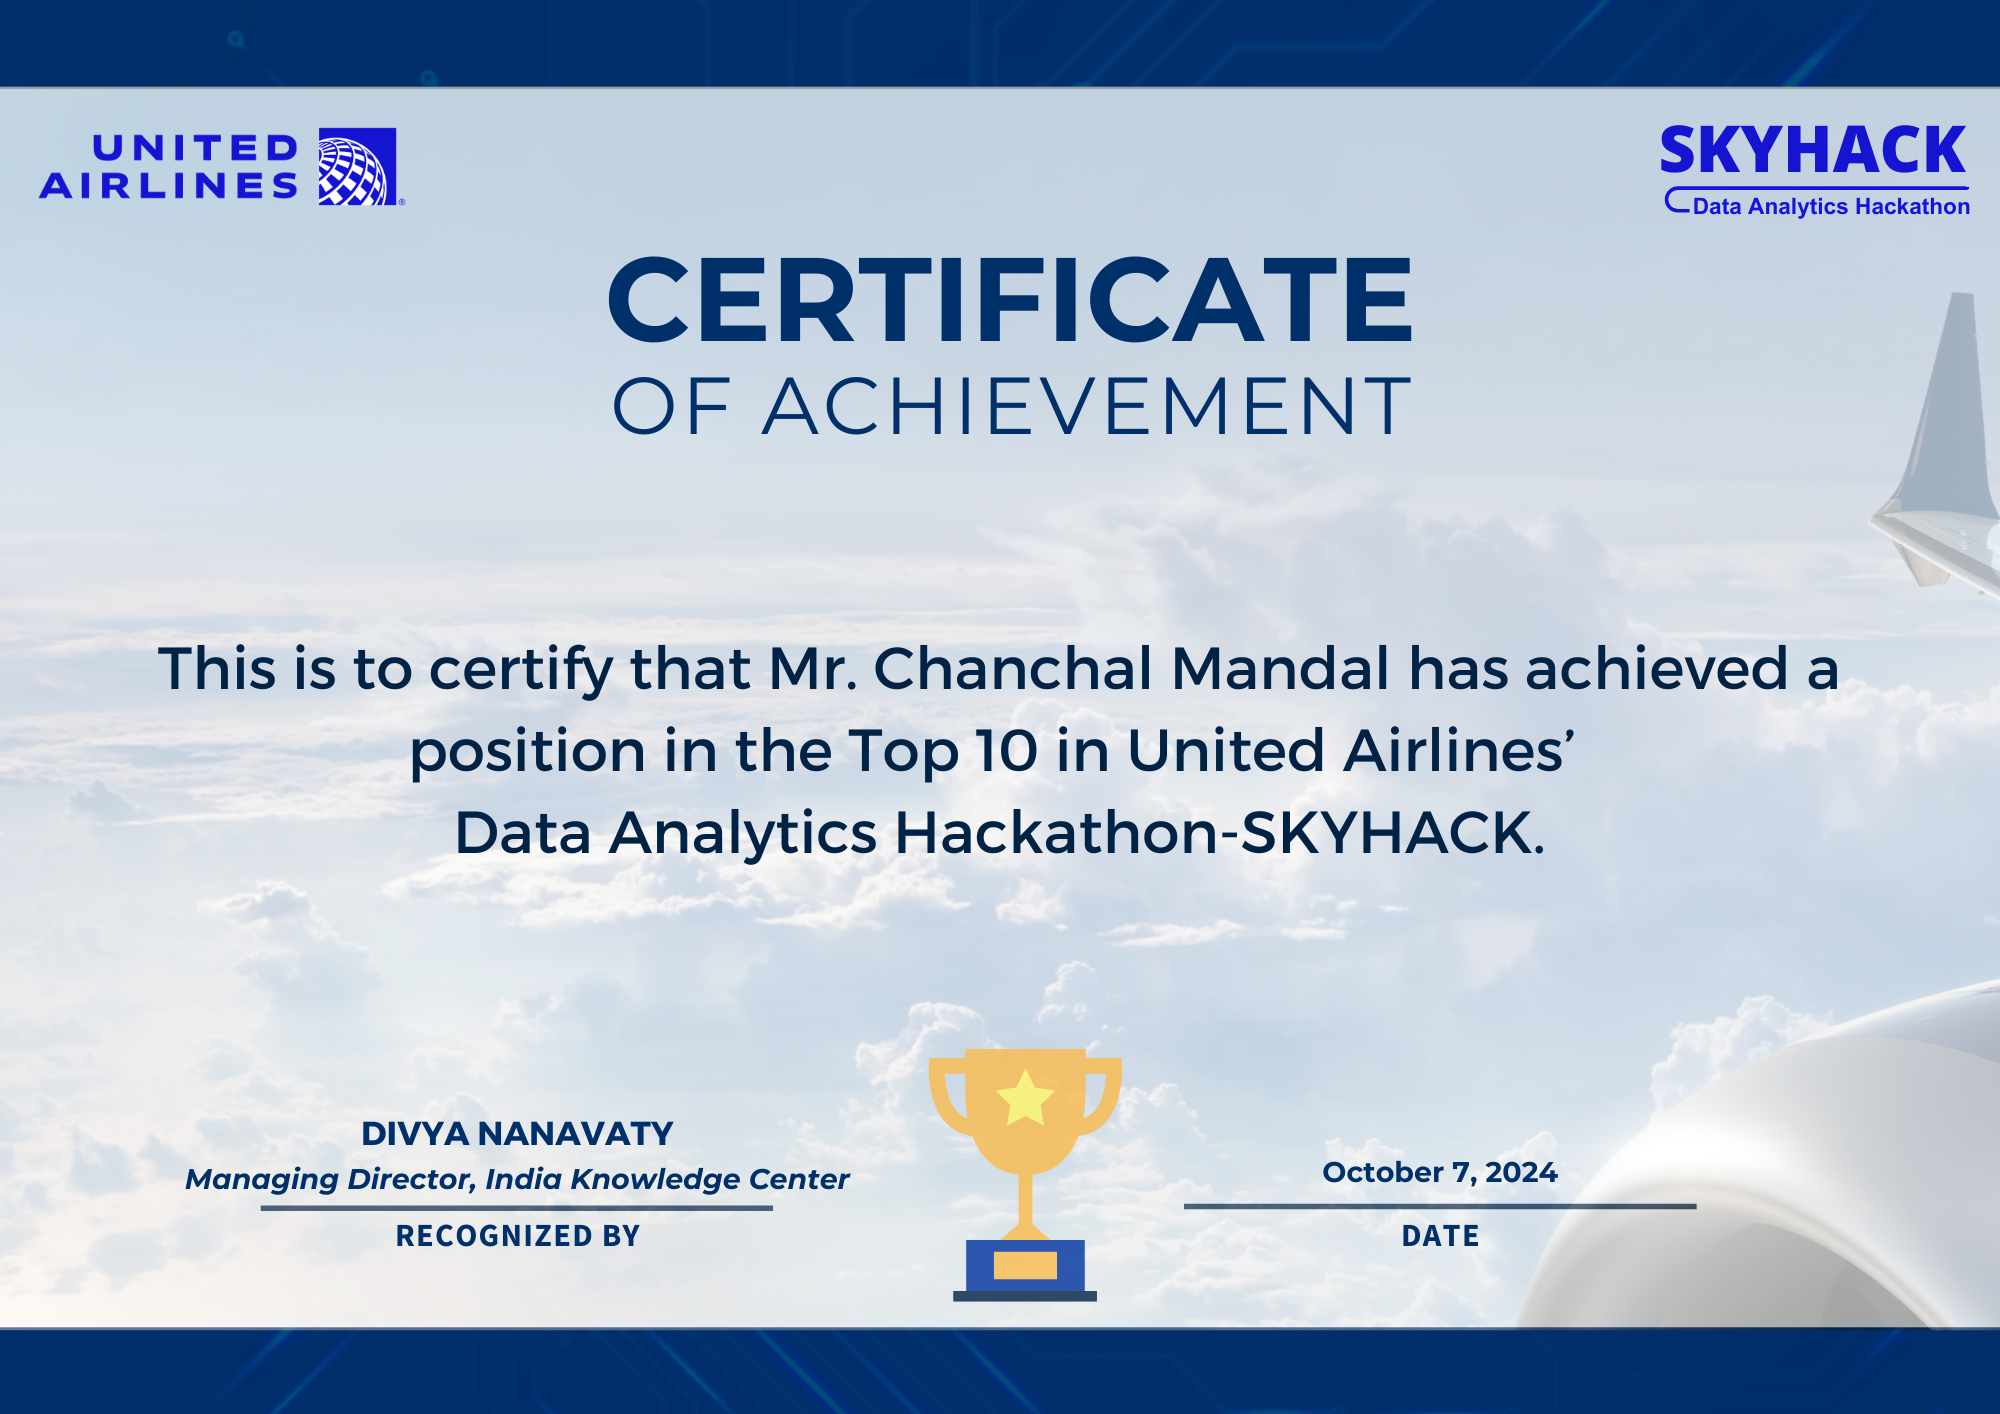 UNITED
AIRLINES
SKYHACK
Data Analytics Hackathon
CERTIFICATE
OF ACHIEVEMENT
This is to certify that Mr. Chanchal Mandal has achieved a
position in the Top 10 in United Airlines’
Data Analytics Hackathon-SKYHACK.
DIVYA NANAVATY
Managing Director, India Knowledge Center
RECOGNIZED BY
October 7, 2024
DATE